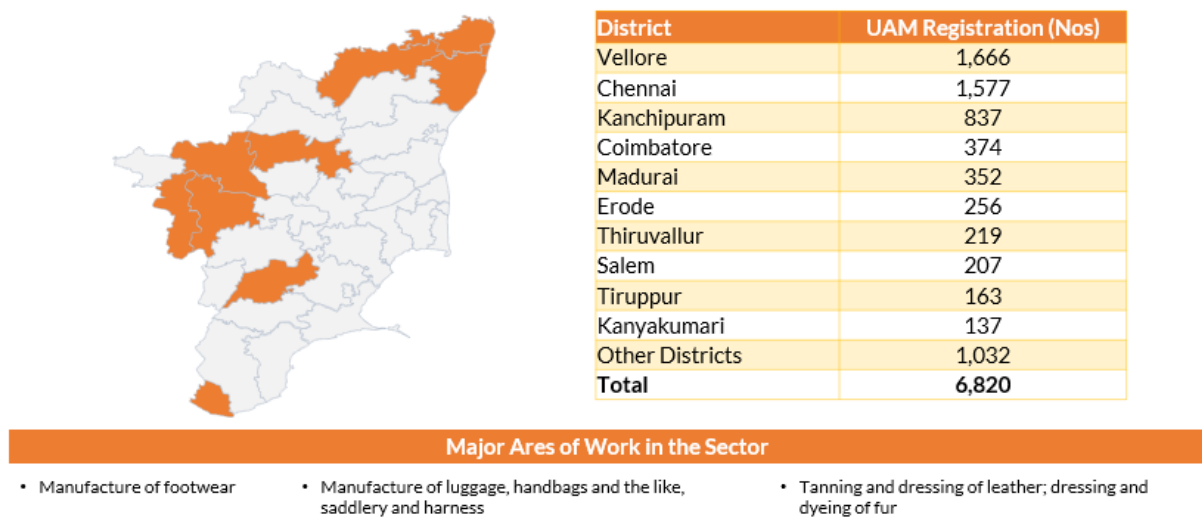 District UAM Registration (Nos)
Vellore 1,666
Chennai 1,577
Kanchipuram 837
Coimbatore 374
Madurai 352
Erode 256
Thiruvallur 219
Salem 207
Tiruppur 163
Kanyakumari 137
Other Districts 1,032
Total 6,820
Major Ares of Work in the Sector
• Manufacture of footwear
• Manufacture of luggage, handbags and the like,
saddlery and harness
• Tanning and dressing of leather; dressing and
dyeing of fur